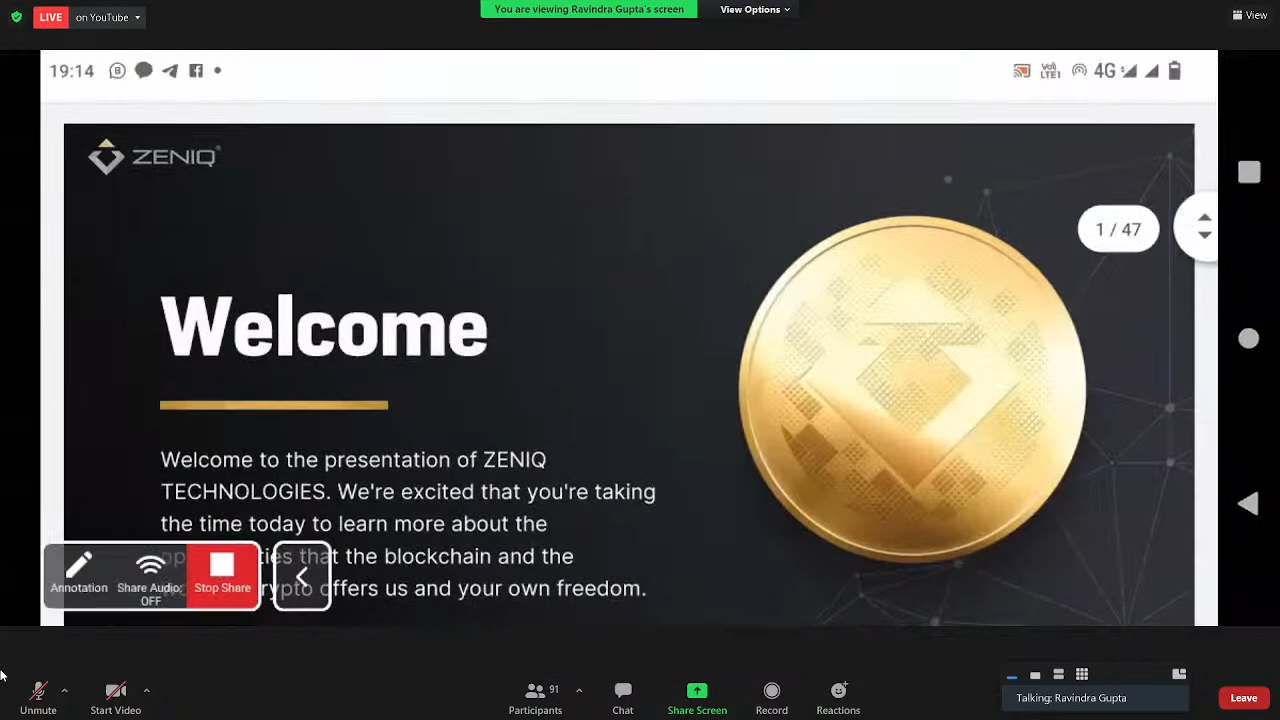 LIVE on YouTube
You are viewing Ravindra Gupta's screen
View Options
View
19:14
B
Vo))
LTE1
4G
ZENIQ®
1 / 47
Welcome
Welcome to the presentation of ZENIQ
TECHNOLOGIES. We're excited that you're taking
the time today to learn more about the
that the blockchain and the
offers us and your own freedom.
Annotation
Share Audio:
OFF
Stop Share
Unmute
Start Video
Participants
91
Chat
Share Screen
Record
Reactions
Talking: Ravindra Gupta
Leave